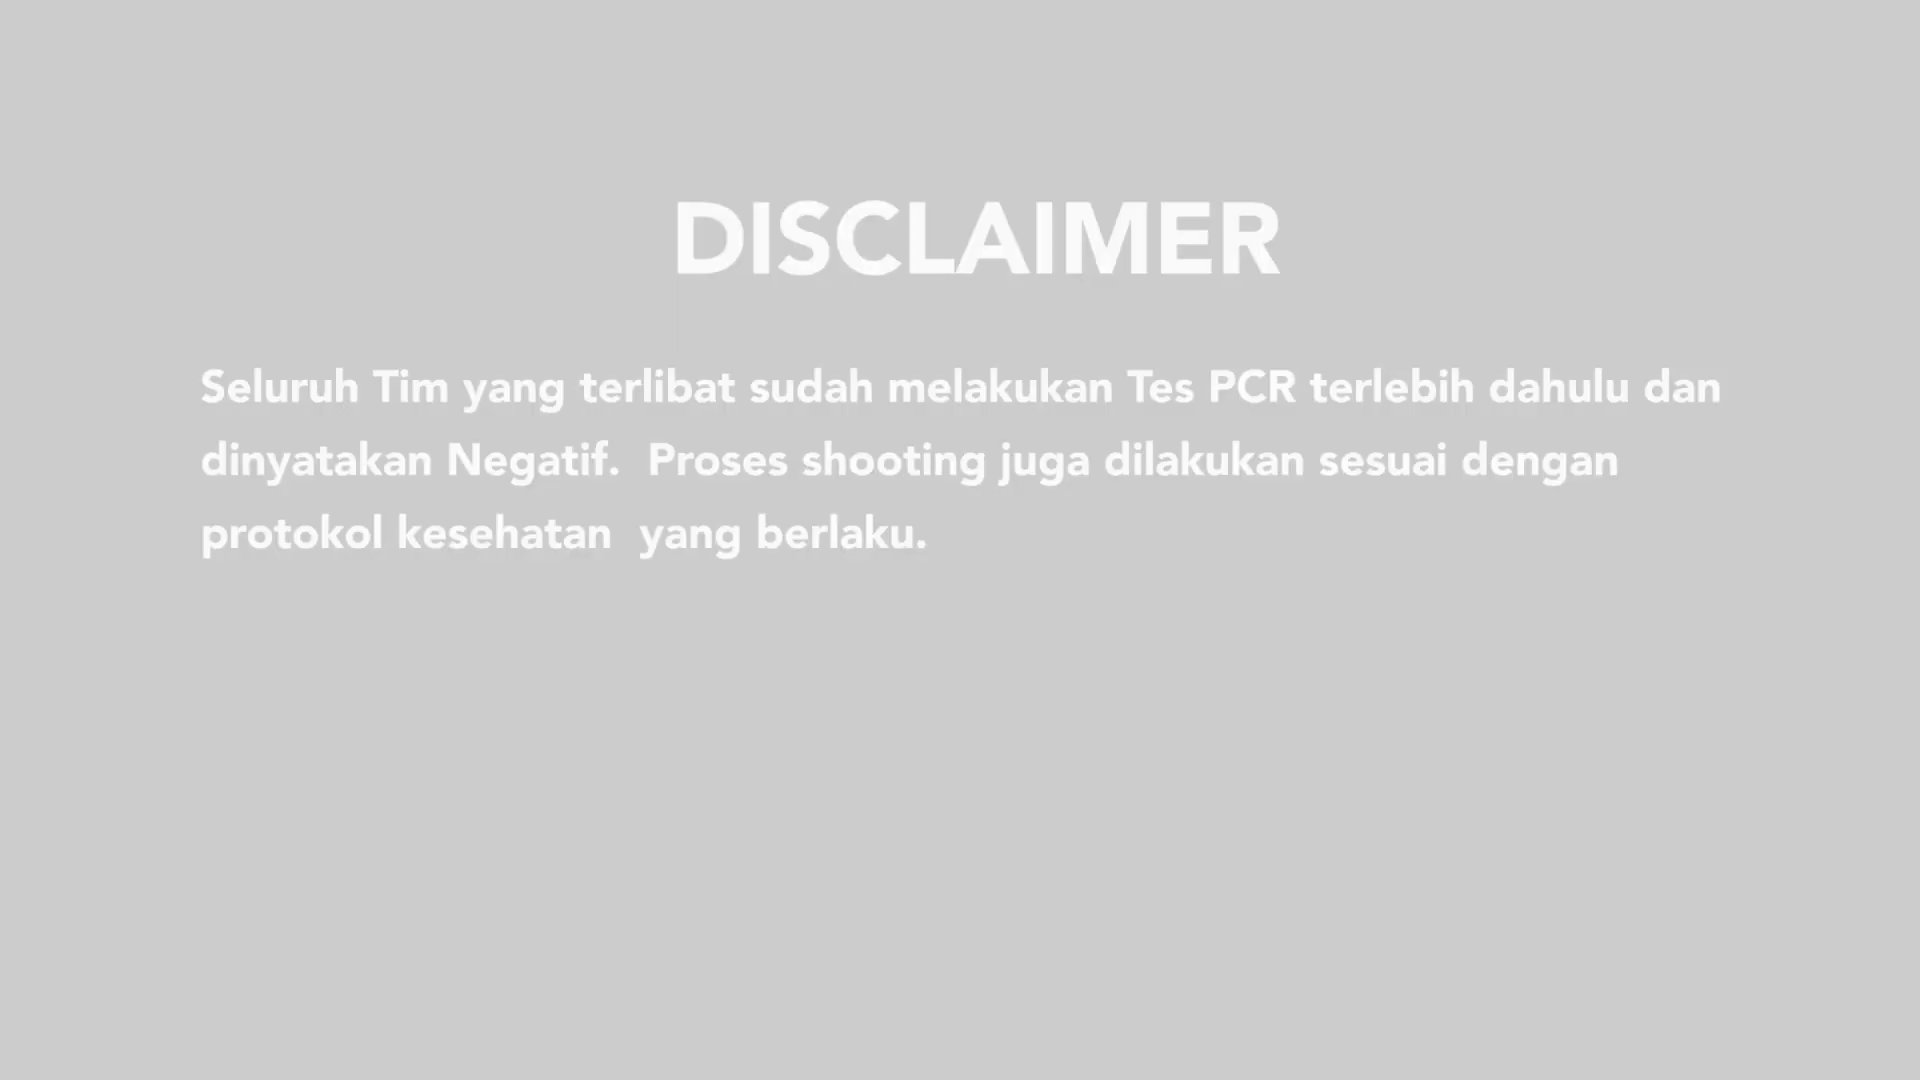 DISCLAIMER
Seluruh Tim yang terlibat sudah melakukan Tes PCR terlebih dahulu dan
dinyatakan Negatif.  Proses shooting juga dilakukan sesuai dengan
protokol kesehatan  yang berlaku.